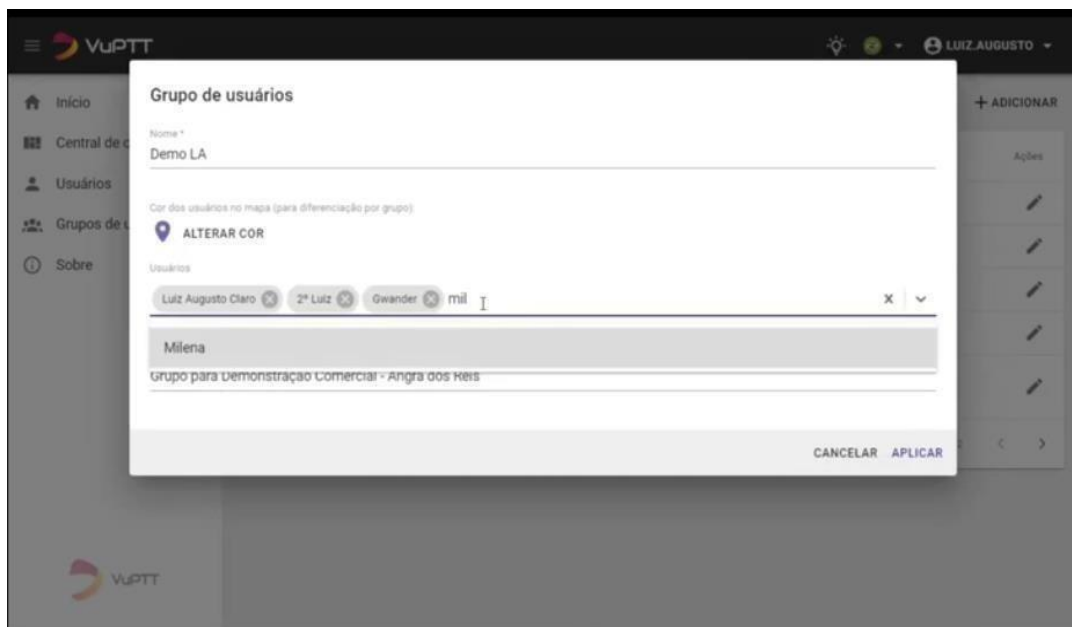 VUPTT
LUIZ.AUGUSTO
Início
Central de c
Usuários
Grupos de u
Sobre
+ ADICIONAR
Ações
Grupo de usuários
Nome *
Demo LA
Cor dos usuários no mapa (para diferenciação por grupo)
ALTERAR COR
Usuários
Luiz Augusto Claro
2º Luiz
Gwander
mil
Milena
Grupo para Demonstração Comercial - Angra dos Reis
CANCELAR APLICAR
VUPTT